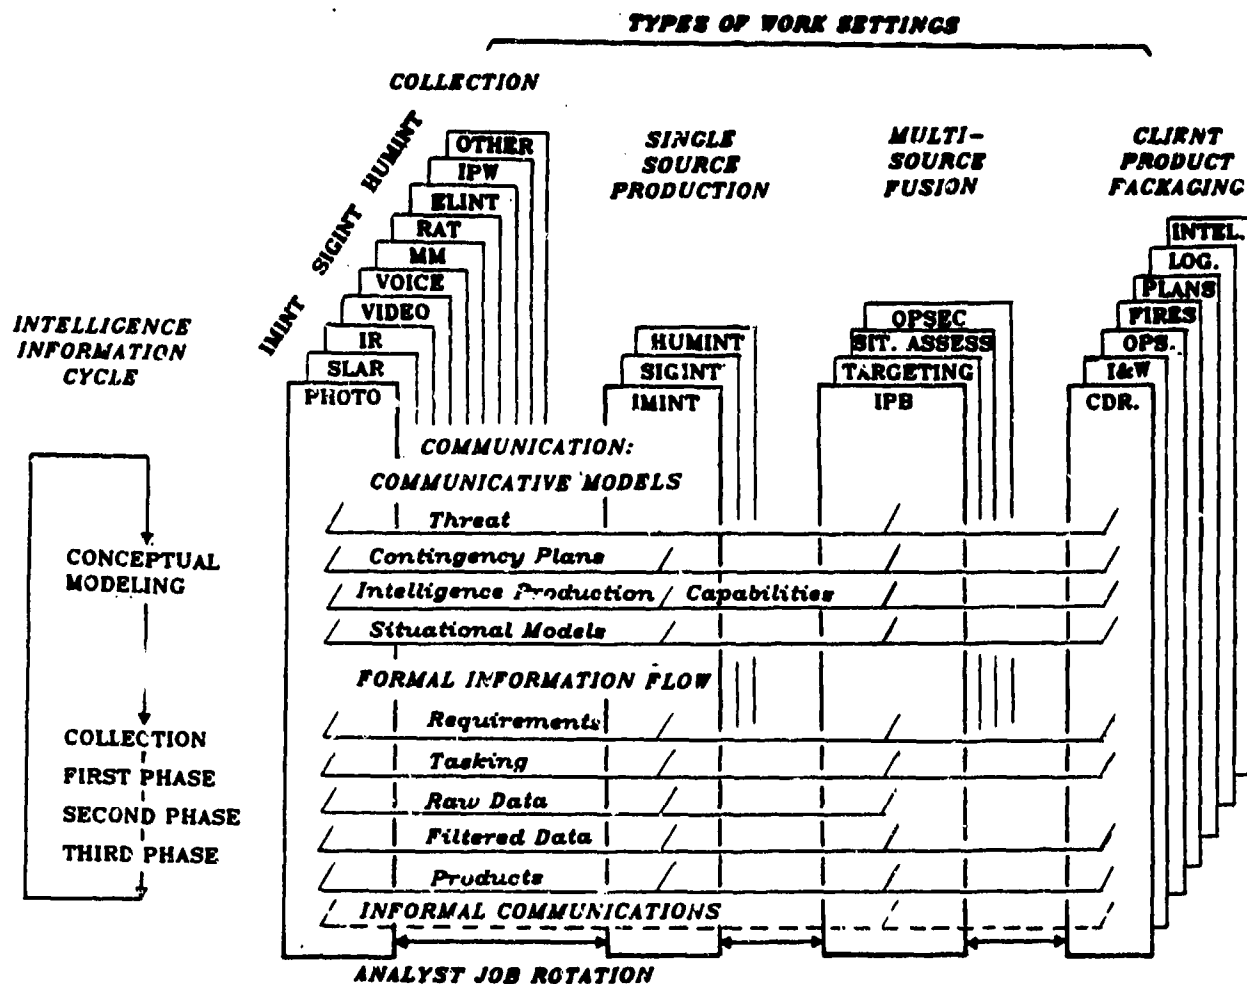 TYPES OF WORK SETTINGS
COLLECTION
IMINT SIGINT HUMINT
OTHER
IPW
ELINT
RAT
MM
VOICE
VIDEO
IR
SLAR
PHOTO
SINGLE
SOURCE
PRODUCTION
HUMINT
SIGINT
IMINT
MULTI-
SOURCE
FUSION
OPSEC
SIT. ASSESS
TARGETING
IPB
CLIENT
PRODUCT
PACKAGING
INTEL.
LOG.
PLANS
FIRES
OPS.
I&W
CDR.
INTELLIGENCE
INFORMATION
CYCLE
CONCEPTUAL
MODELING
COLLECTION
FIRST PHASE
SECOND PHASE
THIRD PHASE
COMMUNICATION:
COMMUNICATIVE MODELS
Threat
Contingency Plans
Intelligence Production Capabilities
Situational Models
FORMAL INFORMATION FLOW
Requirements
Tasking
Raw Data
Filtered Data
Products
INFORMAL COMMUNICATIONS
ANALYST JOB ROTATION